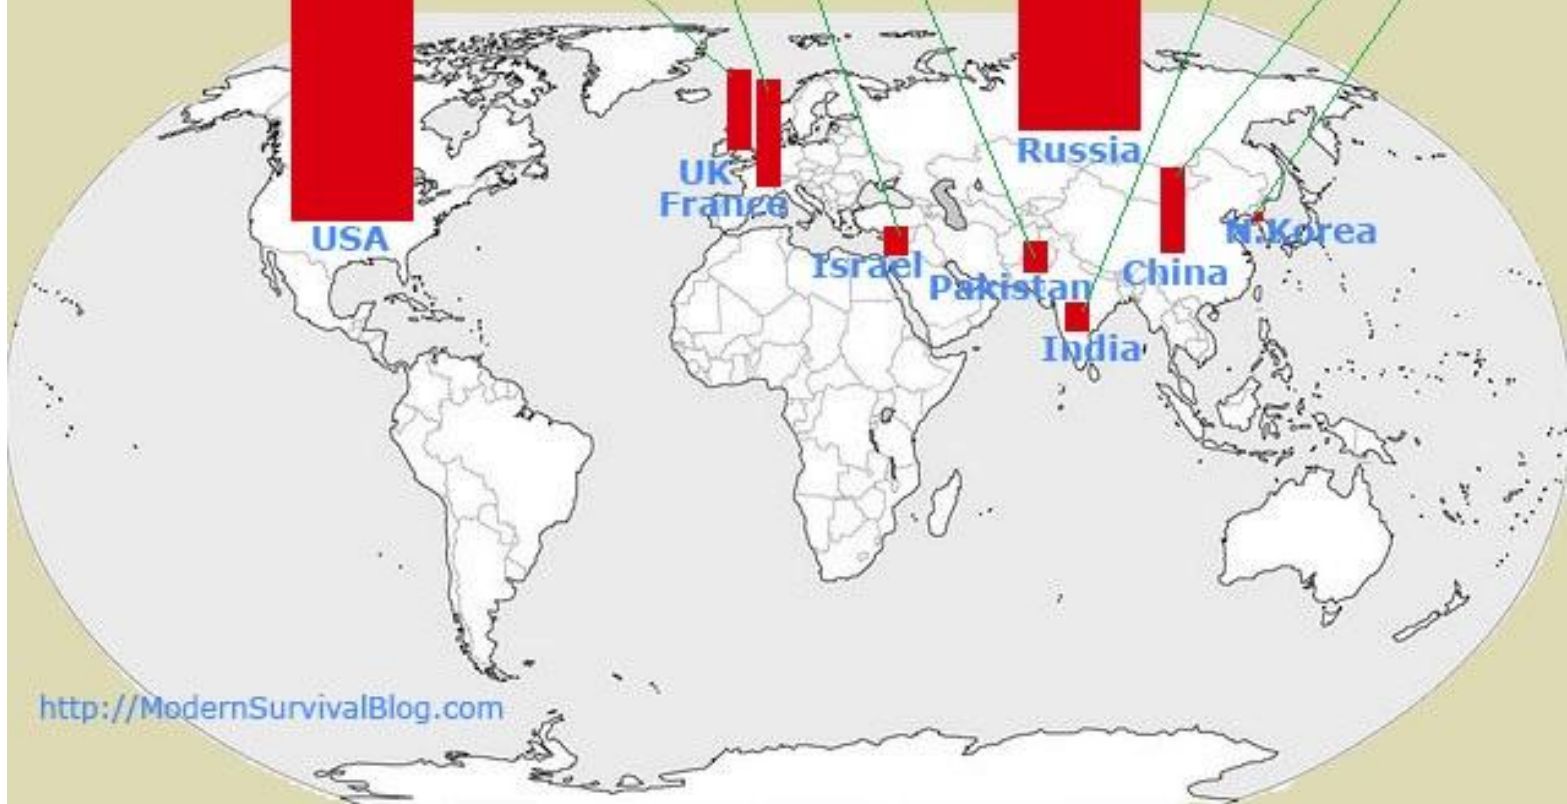 USA
UK
France
Russia
Israel
Pakistan
China
N.Korea
India
http://ModernSurvivalBlog.com